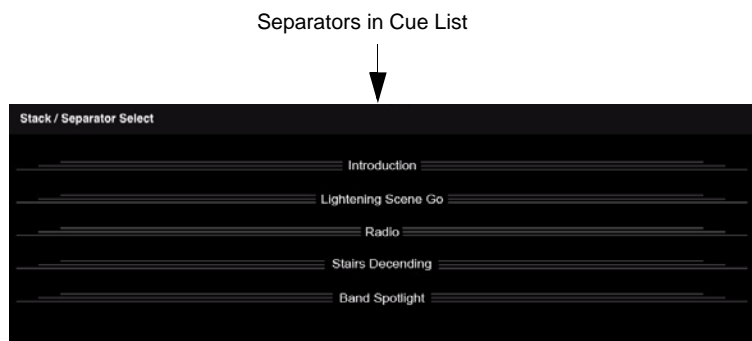 Separators in Cue List
Stack / Separator Select
Introduction
Lightening Scene Go
Radio
Stairs Decending
Band Spotlight